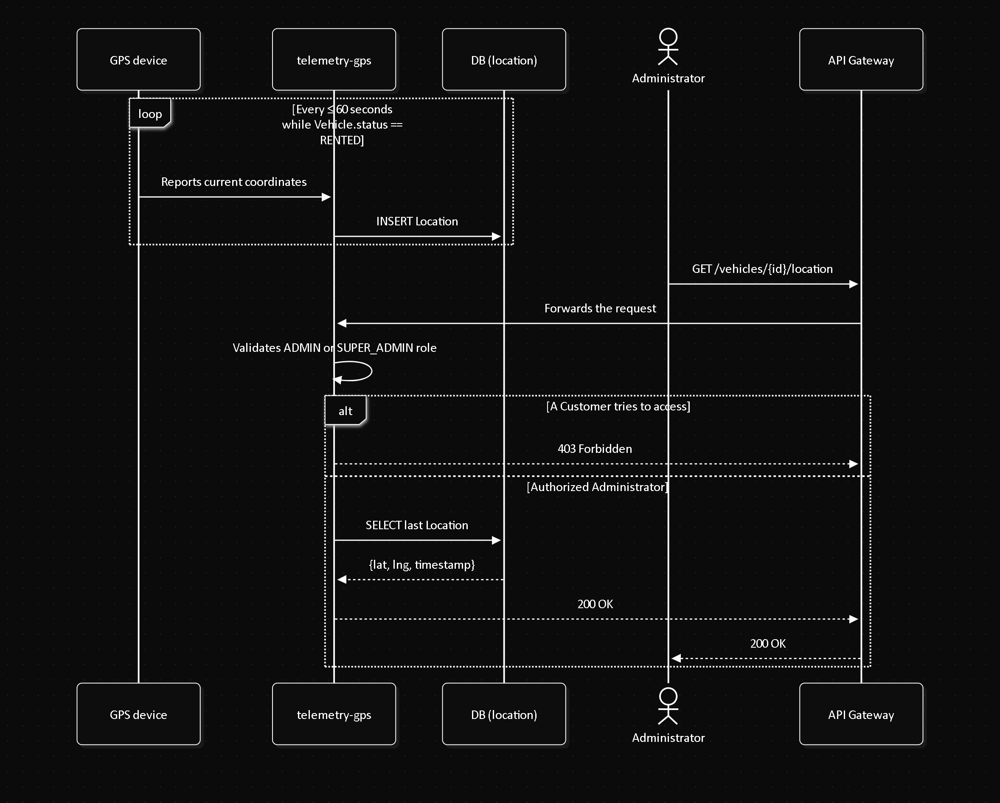 GPS device
telemetry-gps
DB (location)
Administrator
API Gateway
loop
[Every ≤60 seconds
while Vehicle.status ==
RENTED]
Reports current coordinates
INSERT Location
GET /vehicles/{id}/location
Forwards the request
Validates ADMIN or SUPER_ADMIN role
alt
[A Customer tries to access]
403 Forbidden
[Authorized Administrator]
SELECT last Location
{lat, lng, timestamp}
200 OK
200 OK
GPS device
telemetry-gps
DB (location)
Administrator
API Gateway